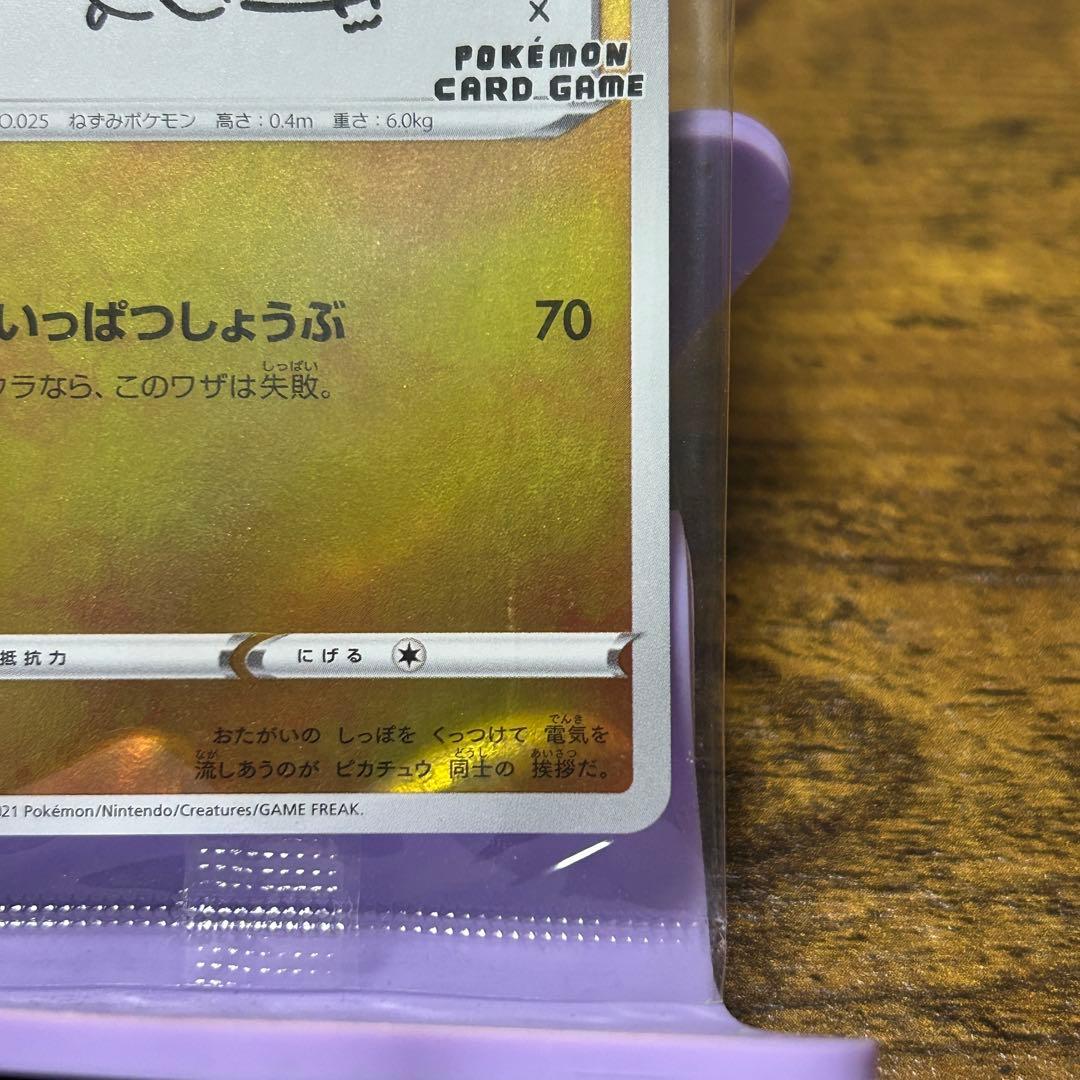 POKÉMON
CARD GAME
O.025 ねずみポケモン 高さ：0.4m 重さ：6.0kg
いっぱつしょうぶ 70
しっぱい
ラなら、このワザは失敗。
抵抗力 にげる
でんき
おたがいの しっぽを くっつけて 電気を
なが どうし あいさつ
流しあうのが ピカチュウ 同士の 挨拶だ。
21 Pokémon/Nintendo/Creatures/GAME FREAK.